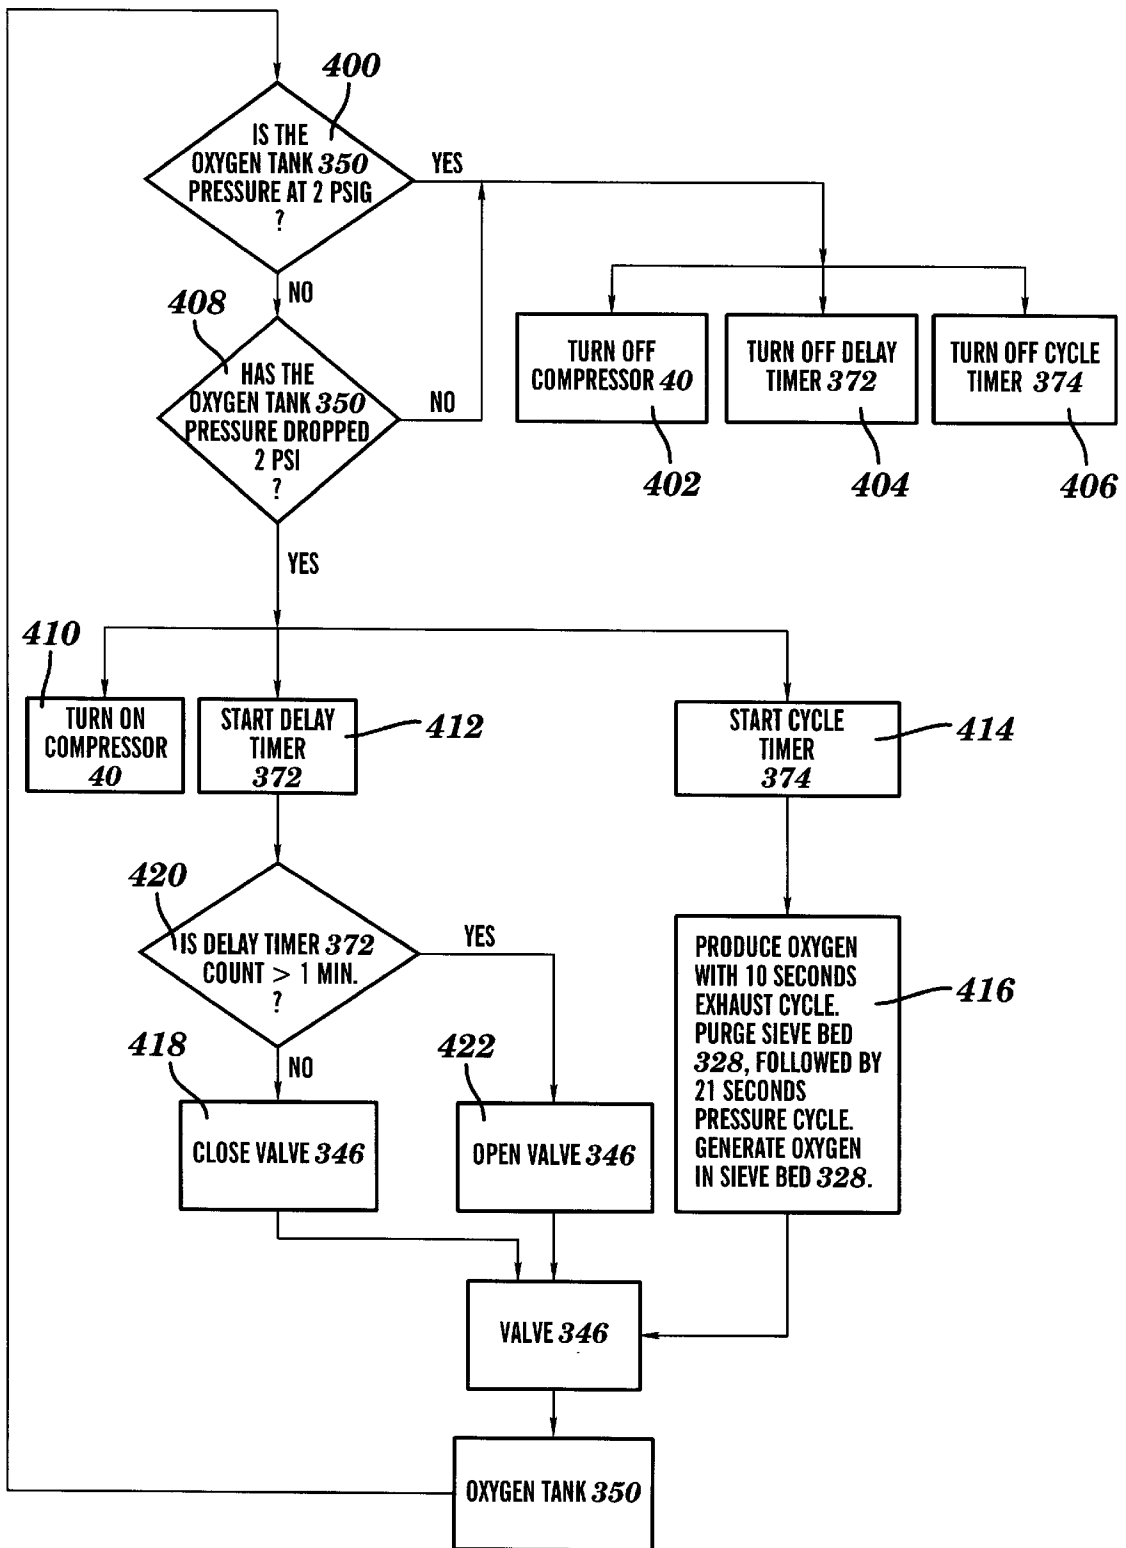 400
IS THE
OXYGEN TANK 350
PRESSURE AT 2 PSIG
?
YES
NO
408
HAS THE
OXYGEN TANK 350
PRESSURE DROPPED
2 PSI
?
NO
TURN OFF
COMPRESSOR 40
402
TURN OFF DELAY
TIMER 372
404
TURN OFF CYCLE
TIMER 374
406
YES
410
TURN ON
COMPRESSOR
40
START DELAY
TIMER
372
412
START CYCLE
TIMER
374
414
420
IS DELAY TIMER 372
COUNT > 1 MIN.
?
YES
NO
418
CLOSE VALVE 346
422
OPEN VALVE 346
PRODUCE OXYGEN
WITH 10 SECONDS
EXHAUST CYCLE.
PURGE SIEVE BED
328, FOLLOWED BY
21 SECONDS
PRESSURE CYCLE.
GENERATE OXYGEN
IN SIEVE BED 328.
416
VALVE 346
OXYGEN TANK 350